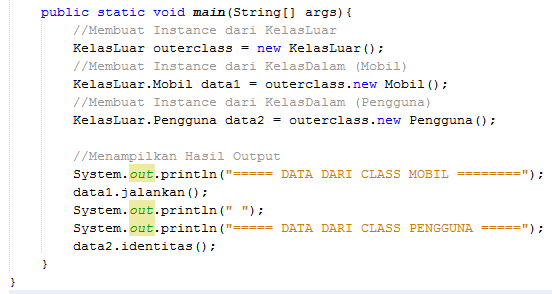 public static void main(String[] args){
//Membuat Instance dari KelasLuar
KelasLuar outerclass = new KelasLuar();
//Membuat Instance dari KelasDalam (Mobil)
KelasLuar.Mobil data1 = outerclass.new Mobil();
//Membuat Instance dari KelasDalam (Pengguna)
KelasLuar.Pengguna data2 = outerclass.new Pengguna();
//Menampilkan Hasil Output
System.out.println("===== DATA DARI CLASS MOBIL ========");
data1.jalankan();
System.out.println(" ");
System.out.println("===== DATA DARI CLASS PENGGUNA =====");
data2.identitas();
}
}